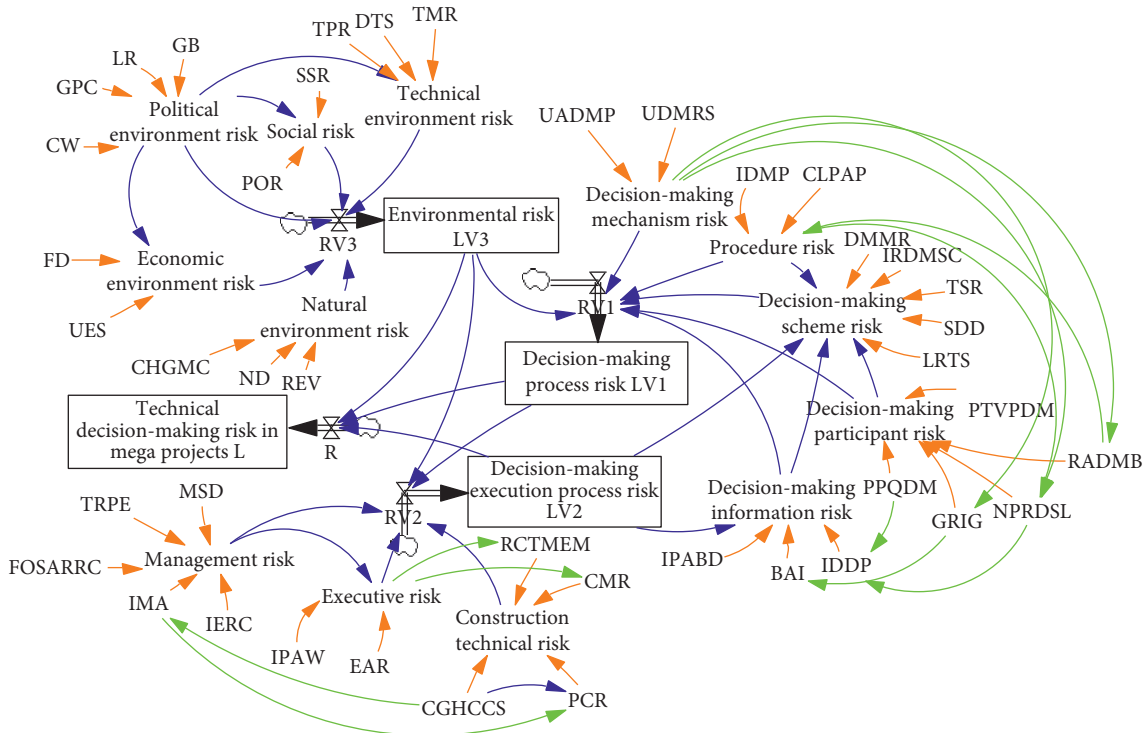 TMR
DTS
TPR
GB
LR
GPC
CW
SSR
Political
environment risk
Social risk
Technical
environment risk
POR
UADMP
UDMRS
IDMP
CLPAP
Decision-making
mechanism risk
Environmental risk
LV3
RV3
Procedure risk
DMMR
IRDMSC
TSR
SDD
LRTS
FD
Economic
environment risk
UES
Natural
environment risk
CHGMC
ND
REV
RV1
Decision-making
scheme risk
Decision-making
process risk LV1
Technical
decision-making risk in
mega projects L
R
Decision-making
participant risk
PTVPDM
RADMB
Decision-making
execution process risk
LV2
RV2
Decision-making
information risk
PPQDM
GRIG
NPRDSL
IPABD
BAI
IDDP
TRPE
MSD
Management risk
FOSARRC
IMA
IERC
RCTMEM
CMR
Executive risk
IPAW
EAR
Construction
technical risk
CGHCCS
PCR